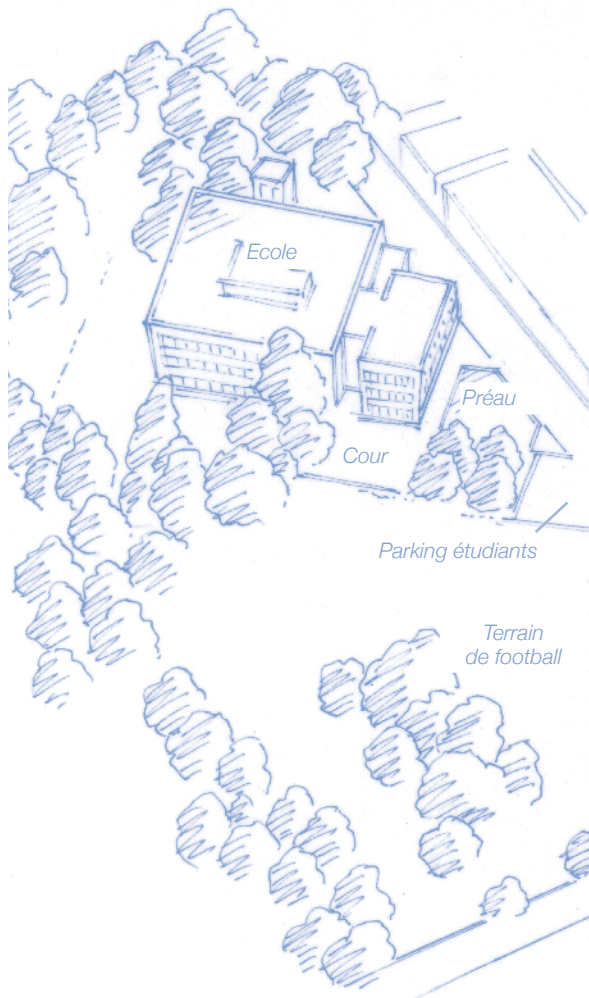 Ecole
Préau
Cour
Parking étudiants
Terrain
de football